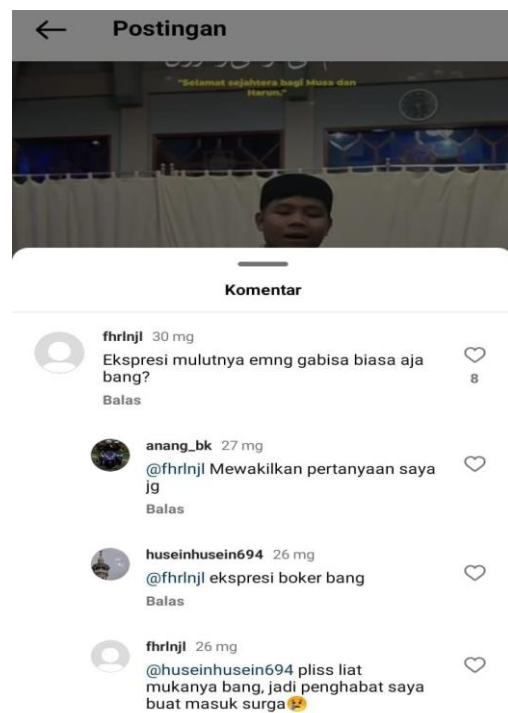 Postingan
"Selamat sejahtera bagi Musa dan
Harun."
Komentar
fhrlnjl 30 mg
Ekspresi mulutnya emng gabisa biasa aja
bang?
8
Balas
anang_bk 27 mg
@fhrlnjl Mewakilkan pertanyaan saya
jg
Balas
huseinhusein694 26 mg
@fhrlnjl ekspresi boker bang
Balas
fhrlnjl 26 mg
@huseinhusein694 pliss liat
mukanya bang, jadi penghabat saya
buat masuk surga😢